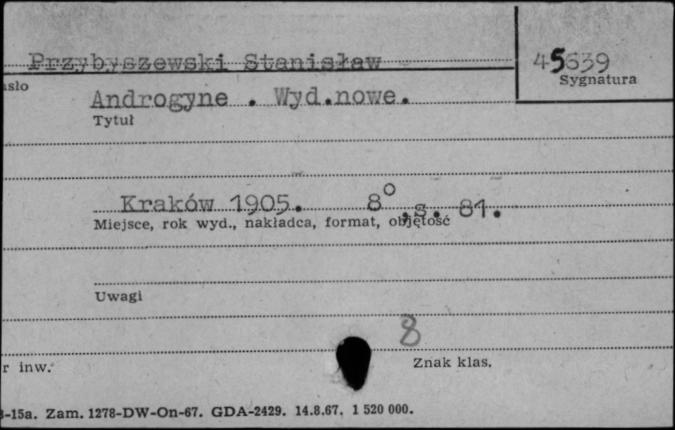 Przybyszewski Stanisław
45639
Sygnatura
asło
Androgyne . Wyd.nowe.
Tytuł
Kraków 1905. 8° .s. 81.
Miejsce, rok wyd., nakładca, format, objętość
Uwagi
8
r inw.
Znak klas.
-15a. Zam. 1278-DW-On-67. GDA-2429. 14.8.67. 1 520 000.